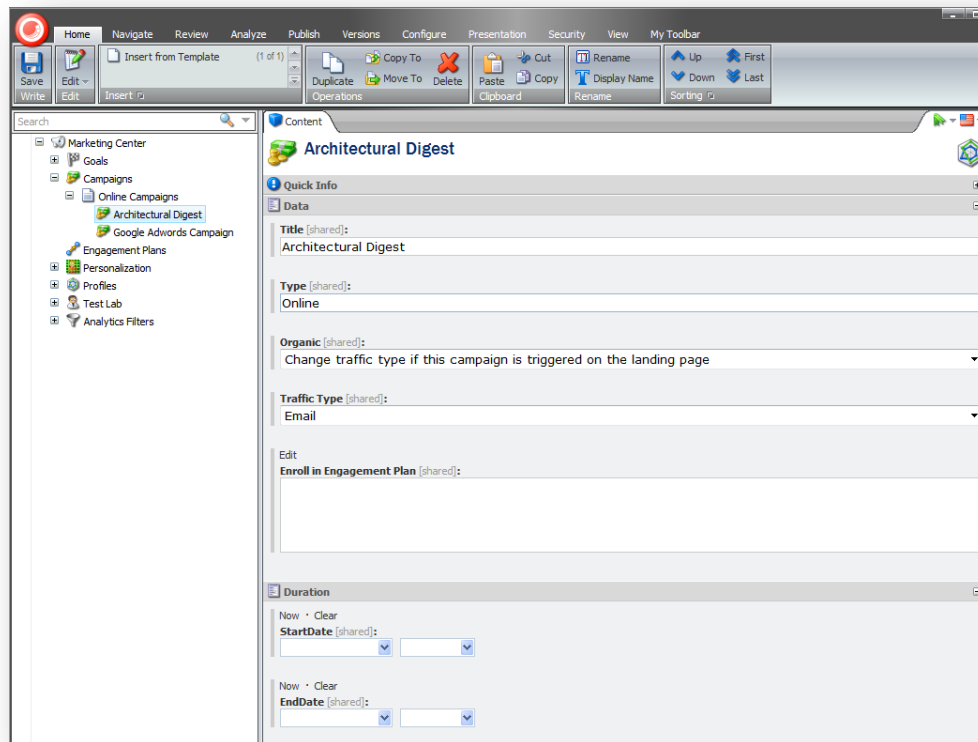 Home Navigate Review Analyze Publish Versions Configure Presentation Security View My Toolbar
Save
Write
Edit
Edit
Insert from Template (1 of 1)
Insert
Duplicate
Copy To
Move To
Delete
Operations
Paste
Cut
Copy
Clipboard
Rename
Display Name
Rename
Up
Down
First
Last
Sorting
Search
Marketing Center
Goals
Campaigns
Online Campaigns
Architectural Digest
Google Adwords Campaign
Engagement Plans
Personalization
Profiles
Test Lab
Analytics Filters
Content
Architectural Digest
Quick Info
Data
Title [shared]:
Architectural Digest
Type [shared]:
Online
Organic [shared]:
Change traffic type if this campaign is triggered on the landing page
Traffic Type [shared]:
Email
Edit
Enroll in Engagement Plan [shared]:
Duration
Now · Clear
StartDate [shared]:
Now · Clear
EndDate [shared]: